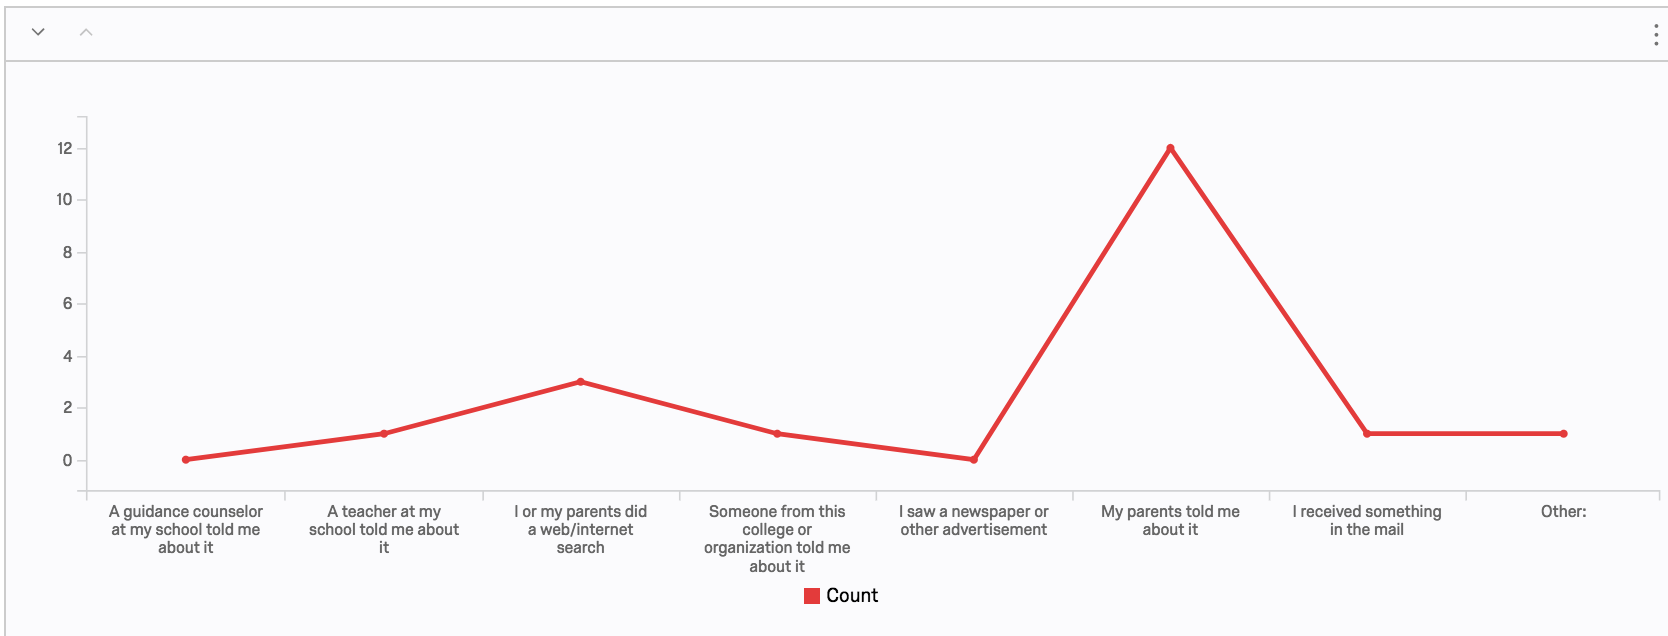 12
10
8
6
4
2
0
A guidance counselor
at my school told me
about it
A teacher at my
school told me about
it
I or my parents did
a web/internet
search
Someone from this
college or
organization told me
about it
I saw a newspaper or
other advertisement
My parents told me
about it
I received something
in the mail
Other:
Count